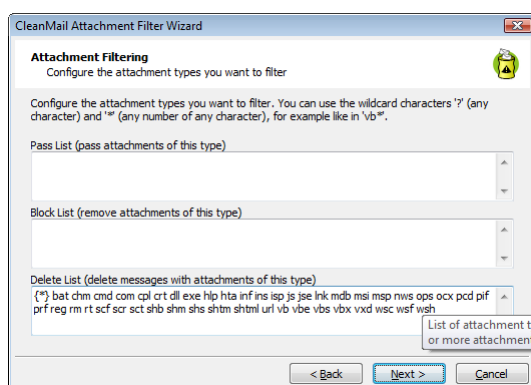 CleanMail Attachment Filter Wizard
Attachment Filtering
Configure the attachment types you want to filter
Configure the attachment types you want to filter. You can use the wildcard characters '?' (any
character) and '*' (any number of any character), for example like in 'vb*'.
Pass List (pass attachments of this type)
Block List (remove attachments of this type)
Delete List (delete messages with attachments of this type)
{*} bat chm cmd com cpl crt dll exe hlp hta inf ins isp js jse lnk mdb msi msp nws ops ocx pcd pif
prf reg rm rt scf scr sct shb shm shs shtm shtml url vb vbe vbs vbx vxd wsc wsf wsh
List of attachment t
or more attachment
< Back
Next >
Cancel